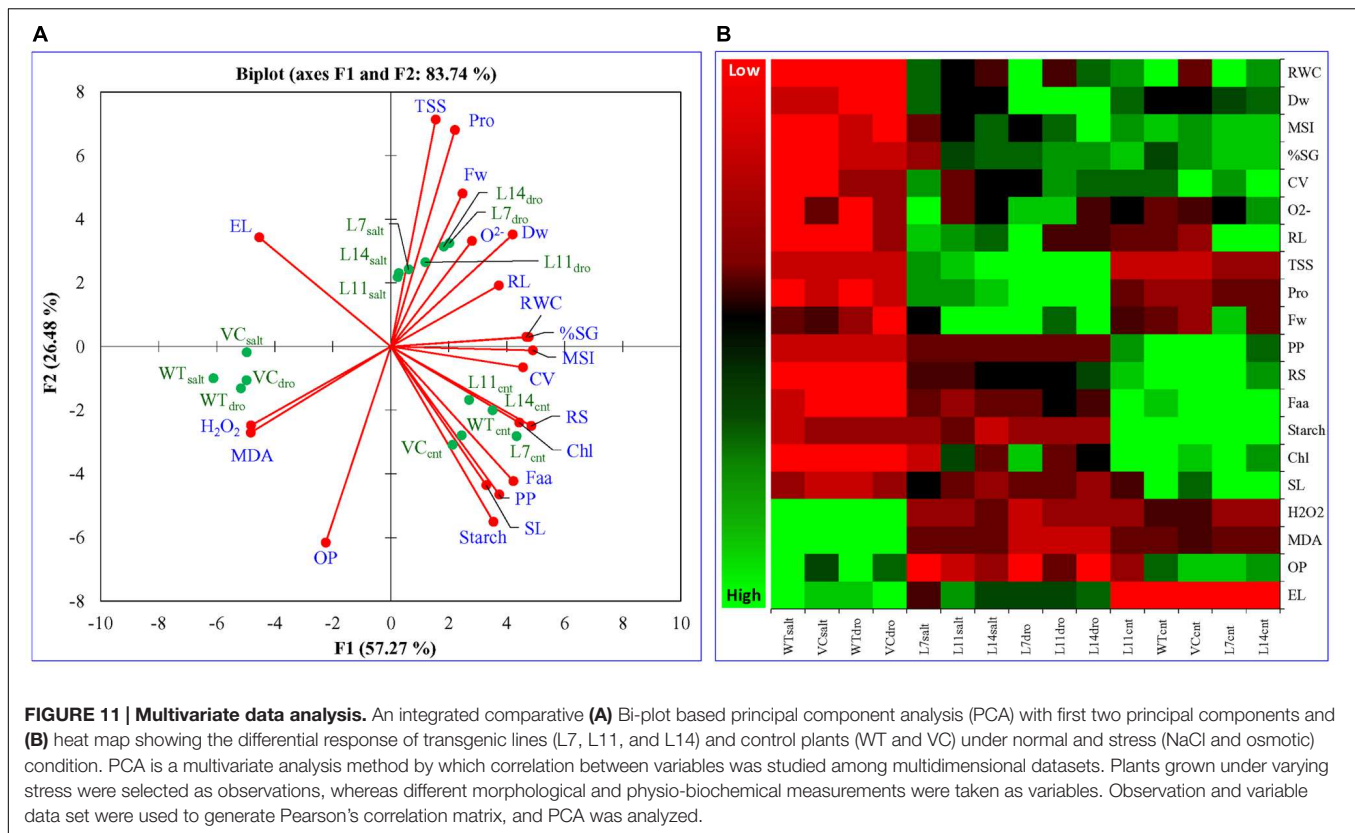 A
Biplot (axes F1 and F2: 83.74 %)
8
6
4
2
0
-2
-4
-6
-8
-10
-8
-6
-4
-2
0
2
4
6
8
10
F2 (26.48 %)
F1 (57.27 %)
TSS
Pro
Fw
L14dro
L7dro
L7salt
O2-
Dw
EL
L14salt
L11dro
L11salt
RL
RWC
%SG
MSI
VCsalt
CV
WTsalt
VCdro
L11cnt
L14cnt
WTdro
RS
H2O2
WTcnt
Chl
MDA
VCcnt
L7cnt
Faa
PP
SL
Starch
OP
B
Low
High
RWC
Dw
MSI
%SG
CV
O2-
RL
TSS
Pro
Fw
PP
RS
Faa
Starch
Chl
SL
H2O2
MDA
OP
EL
WTsalt
VCsalt
WTdro
VCdro
L7salt
L11salt
L14salt
L7dro
L11dro
L14dro
L11cnt
WTcnt
VCcnt
L7cnt
L14cnt
FIGURE 11 | Multivariate data analysis. An integrated comparative (A) Bi-plot based principal component analysis (PCA) with first two principal components and
(B) heat map showing the differential response of transgenic lines (L7, L11, and L14) and control plants (WT and VC) under normal and stress (NaCl and osmotic)
condition. PCA is a multivariate analysis method by which correlation between variables was studied among multidimensional datasets. Plants grown under varying
stress were selected as observations, whereas different morphological and physio-biochemical measurements were taken as variables. Observation and variable
data set were used to generate Pearson's correlation matrix, and PCA was analyzed.